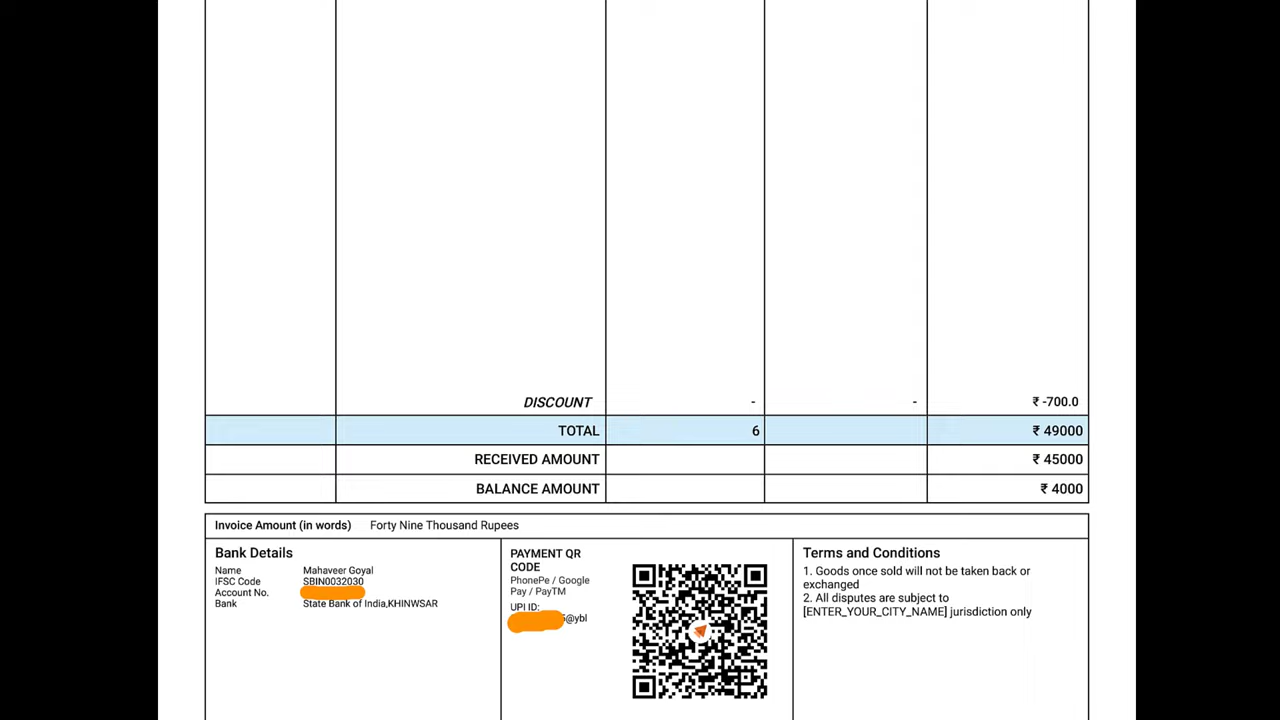 DISCOUNT - - ₹ -700.0
TOTAL 6 ₹ 49000
RECEIVED AMOUNT ₹ 45000
BALANCE AMOUNT ₹ 4000
Invoice Amount (in words) Forty Nine Thousand Rupees
Bank Details
Name Mahaveer Goyal
IFSC Code SBIN0032030
Account No.
Bank State Bank of India,KHINWSAR
PAYMENT QR
CODE
PhonePe / Google
Pay / PayTM
UPI ID:
@ybl
Terms and Conditions
1. Goods once sold will not be taken back or
exchanged
2. All disputes are subject to
[ENTER_YOUR_CITY_NAME] jurisdiction only